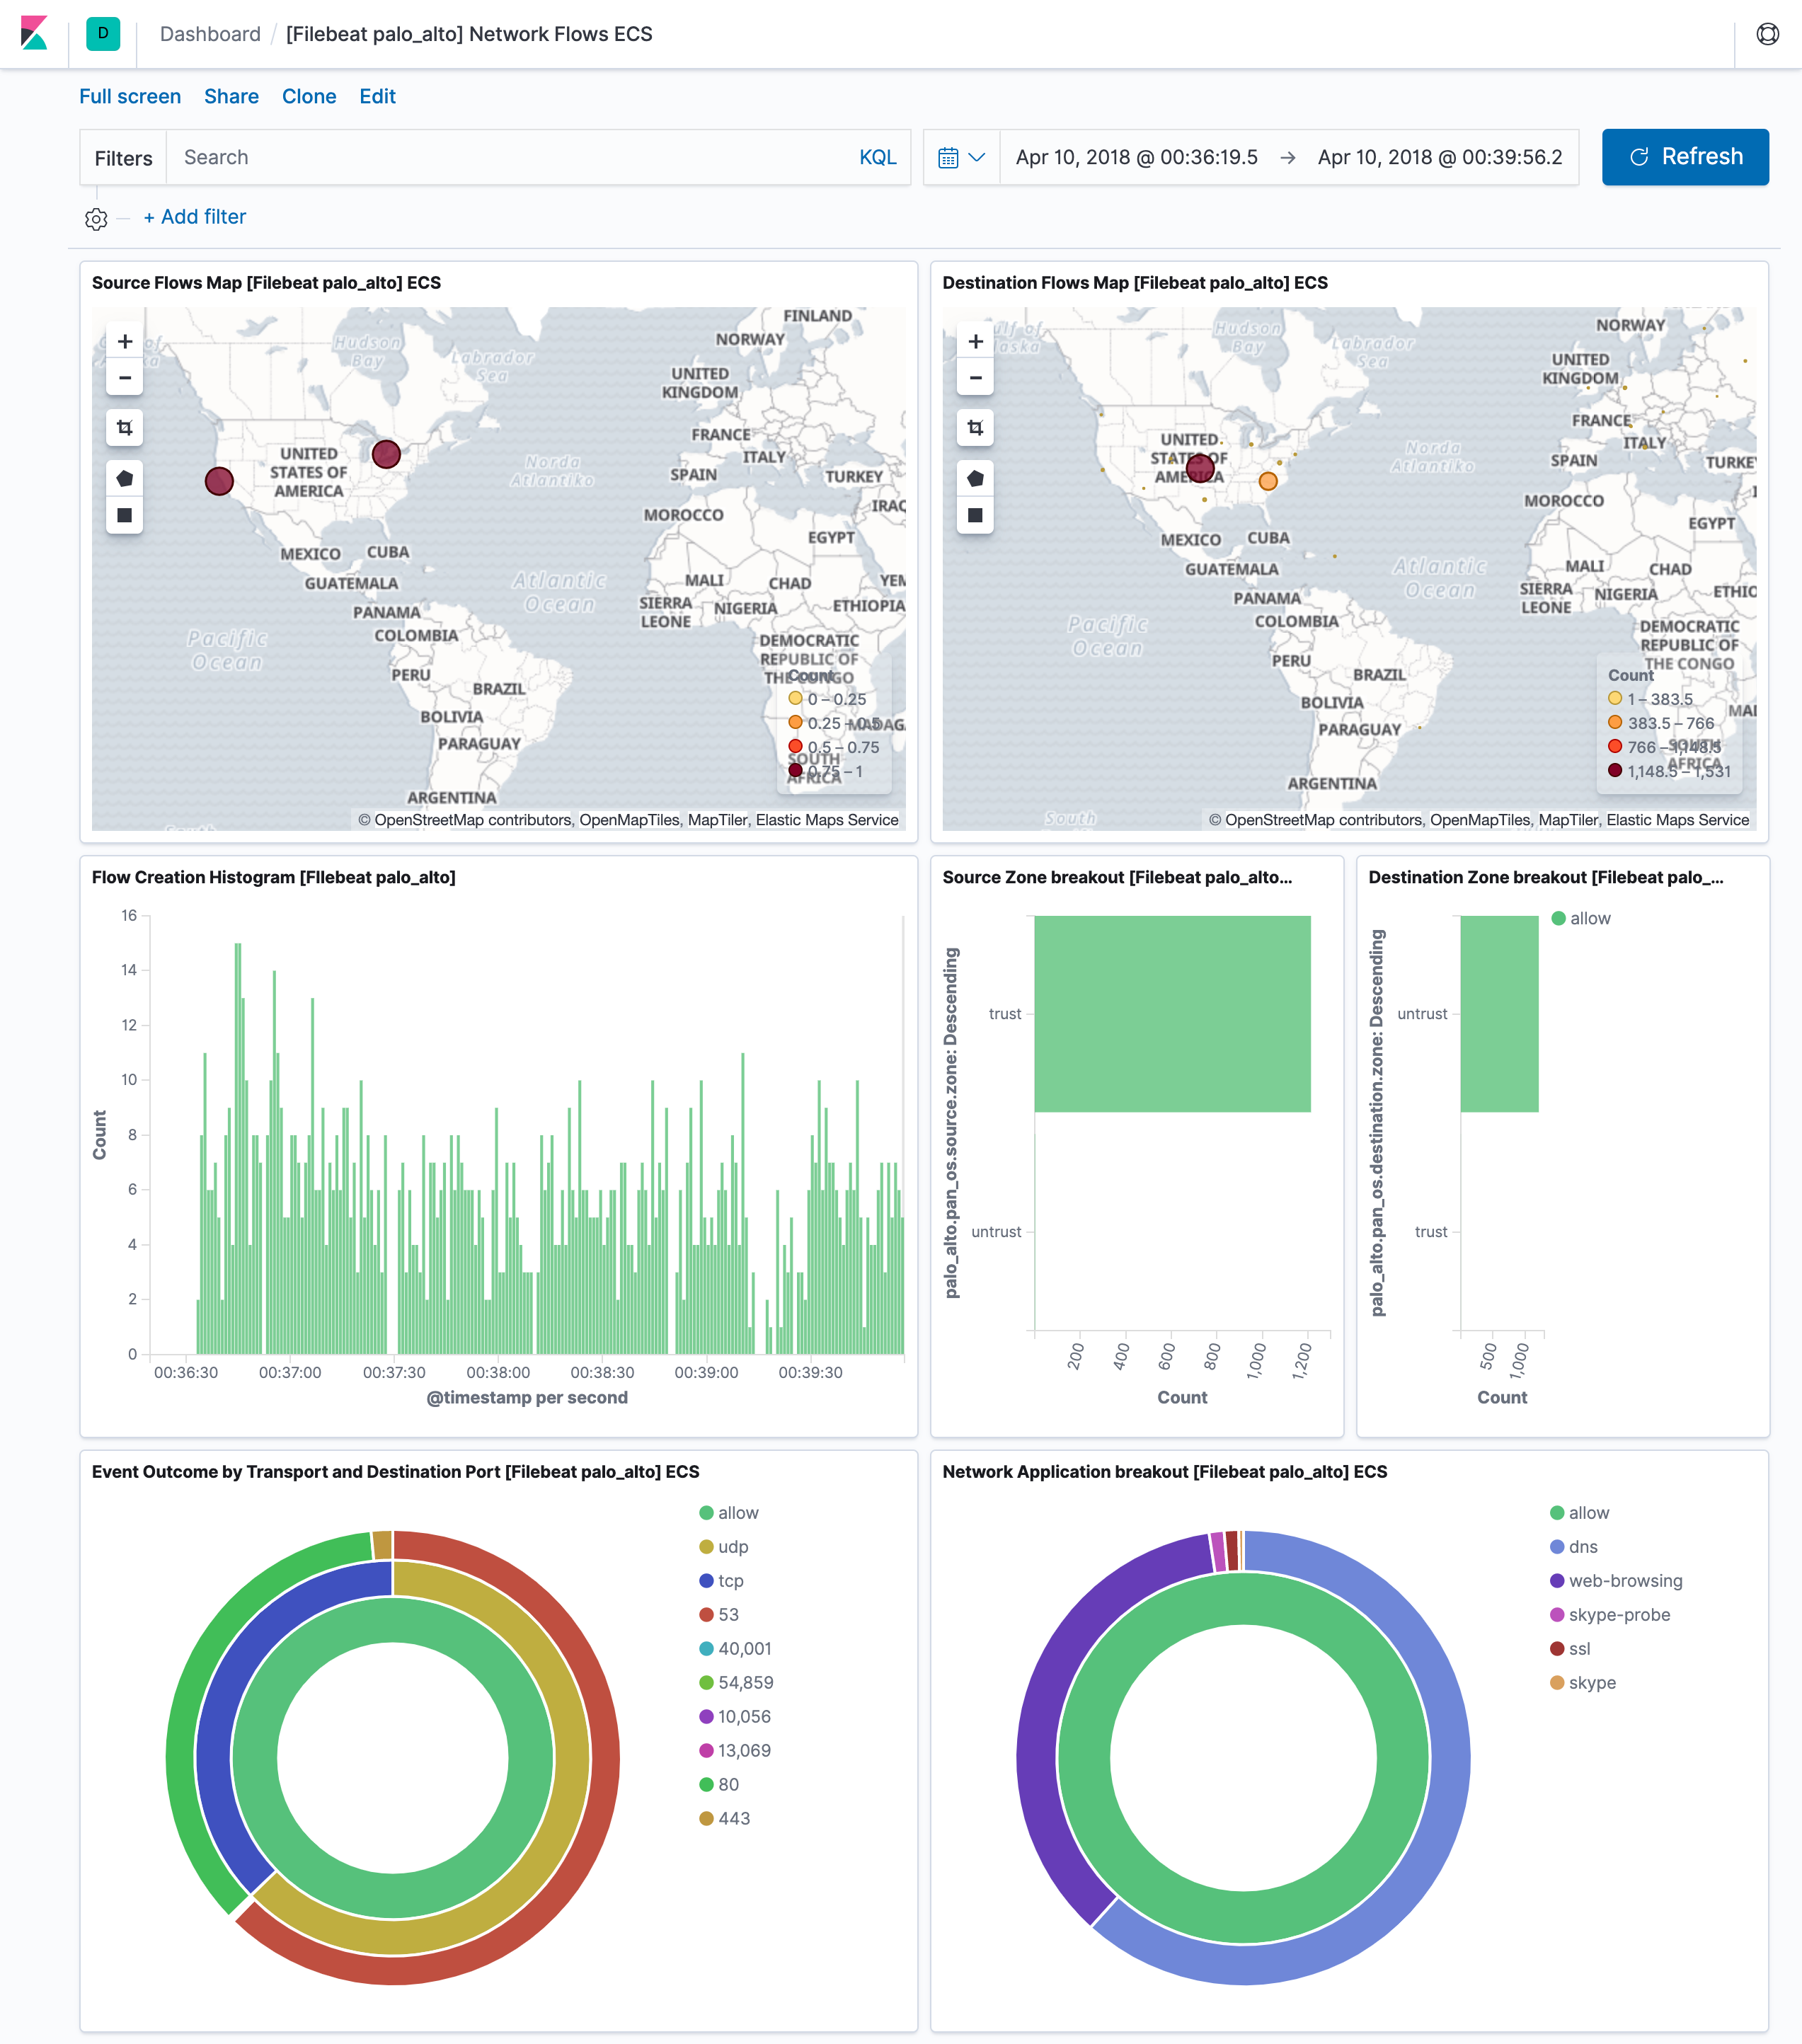 D Dashboard / [Filebeat palo_alto] Network Flows ECS
Full screen Share Clone Edit
Filters Search KQL Apr 10, 2018 @ 00:36:19.5 → Apr 10, 2018 @ 00:39:56.2 Refresh
+ Add filter
Source Flows Map [Filebeat palo_alto] ECS
FINLAND
NORWAY
Hudson
Bay
Labrador
Sea
UNITED
KINGDOM
FRANCE
ITALY
UNITED
STATES OF
AMERICA
Norda
Atlantiko
SPAIN
TURKEY
IRAQ
MOROCCO
EGYPT
MEXICO
CUBA
GUATEMALA
Atlantic
Ocean
MALI
CHAD
YEM
PANAMA
SIERRA
LEONE
NIGERIA
ETHIOPIA
COLOMBIA
Pacific
Ocean
DEMOCRATIC
REPUBLIC OF
THE CONGO
PERU
BRAZIL
BOLIVIA
PARAGUAY
SOUTH
AFRICA
ARGENTINA
Count
0 – 0.25
0.25 – 0.5
0.5 – 0.75
0.75 – 1
© OpenStreetMap contributors, OpenMapTiles, MapTiler, Elastic Maps Service
Destination Flows Map [Filebeat palo_alto] ECS
Hudson
Bay
Labrador
Sea
NORWAY
UNITED
KINGDOM
FRANCE
ITALY
UNITED
STATES OF
AMERICA
Norda
Atlantiko
SPAIN
TURKEY
MOROCCO
EGYPT
MEXICO
CUBA
GUATEMALA
Atlantic
Ocean
MALI
CHAD
PANAMA
SIERRA
LEONE
NIGERIA
ETHIO
COLOMBIA
Pacific
Ocean
DEMOCRATIC
REPUBLIC OF
THE CONGO
PERU
BRAZIL
BOLIVIA
PARAGUAY
SOUTH
AFRICA
ARGENTINA
South
Count
1 – 383.5
383.5 – 766
766 – 1,148.5
1,148.5 – 1,531
© OpenStreetMap contributors, OpenMapTiles, MapTiler, Elastic Maps Service
Flow Creation Histogram [FIlebeat palo_alto]
Count
16
14
12
10
8
6
4
2
0
00:36:30 00:37:00 00:37:30 00:38:00 00:38:30 00:39:00 00:39:30
@timestamp per second
Source Zone breakout [Filebeat palo_alto...
palo_alto.pan_os.source.zone: Descending
trust
untrust
200 400 600 800 1,000 1,200
Count
Destination Zone breakout [Filebeat palo_...
allow
palo_alto.pan_os.destination.zone: Descending
untrust
trust
500 1,000
Count
Event Outcome by Transport and Destination Port [Filebeat palo_alto] ECS
allow
udp
tcp
53
40,001
54,859
10,056
13,069
80
443
Network Application breakout [Filebeat palo_alto] ECS
allow
dns
web-browsing
skype-probe
ssl
skype